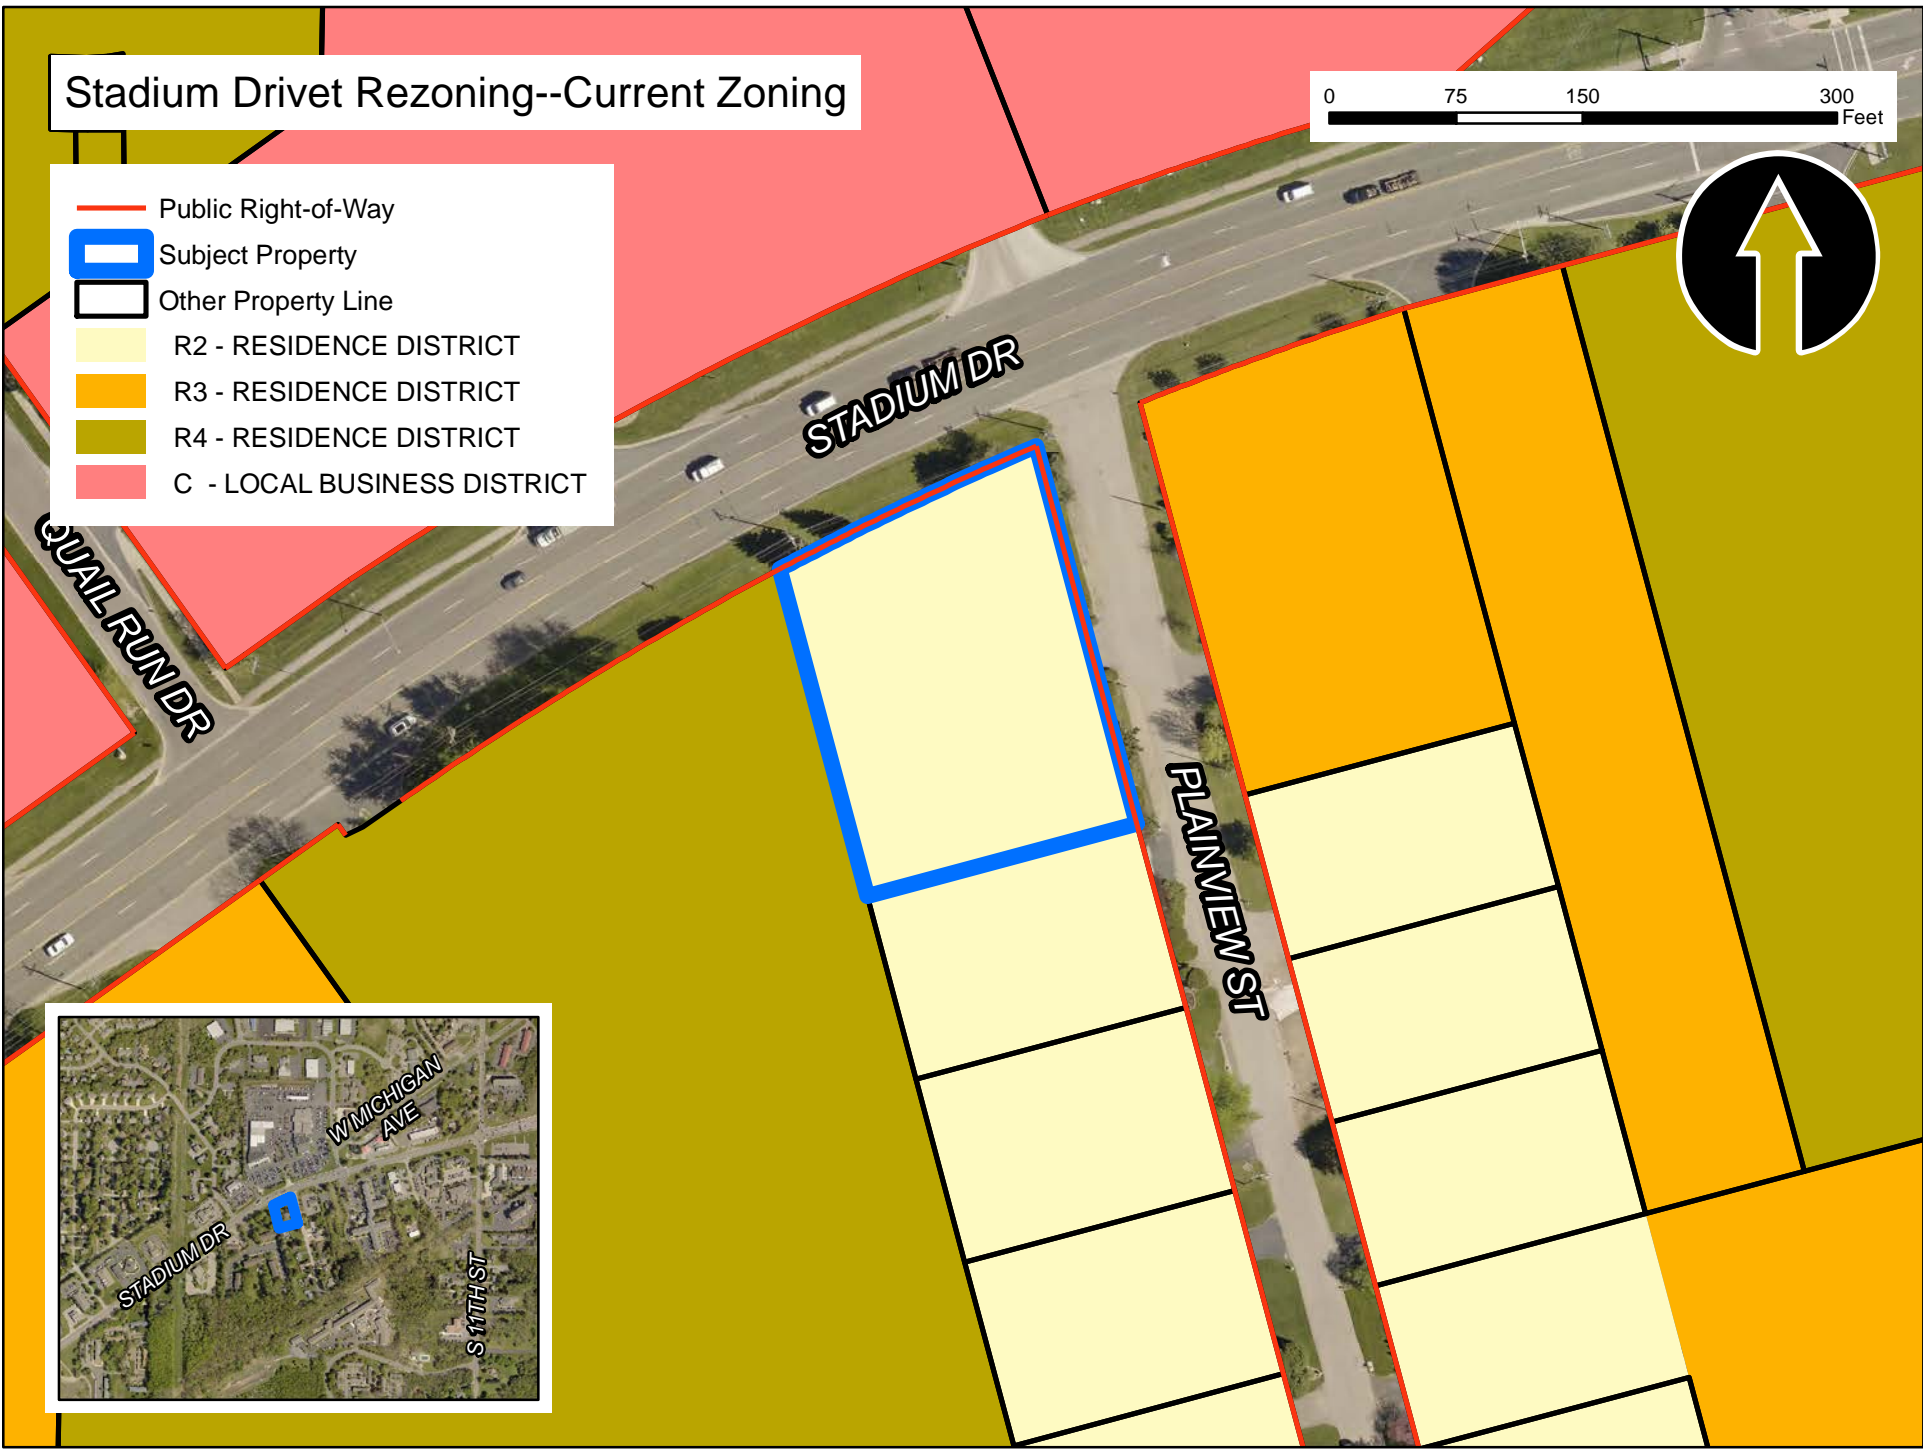 Stadium Drivet Rezoning--Current Zoning
0 75 150 300
Feet
Public Right-of-Way
Subject Property
Other Property Line
R2 - RESIDENCE DISTRICT
R3 - RESIDENCE DISTRICT
R4 - RESIDENCE DISTRICT
C - LOCAL BUSINESS DISTRICT
STADIUM DR
QUAIL RUN DR
PLAINVIEW ST
W MICHIGAN
AVE
STADIUM DR
S 11TH ST